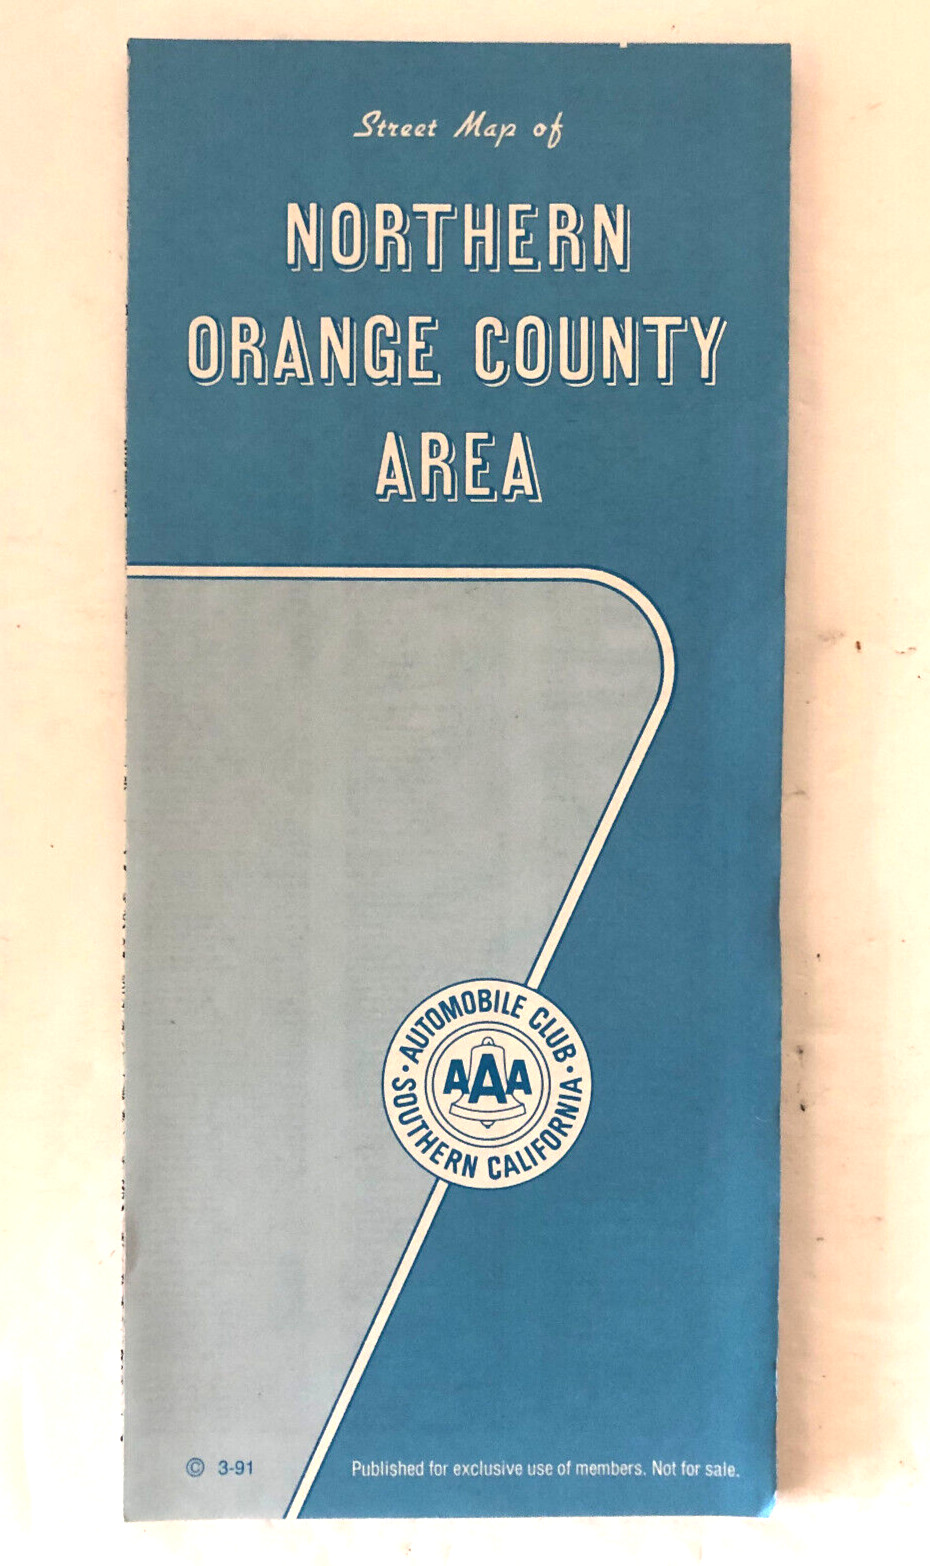 Street Map of
NORTHERN
ORANGE COUNTY
AREA
AUTOMOBILE CLUB
AAA
• SOUTHERN CALIFORNIA •
© 3-91
Published for exclusive use of members. Not for sale.